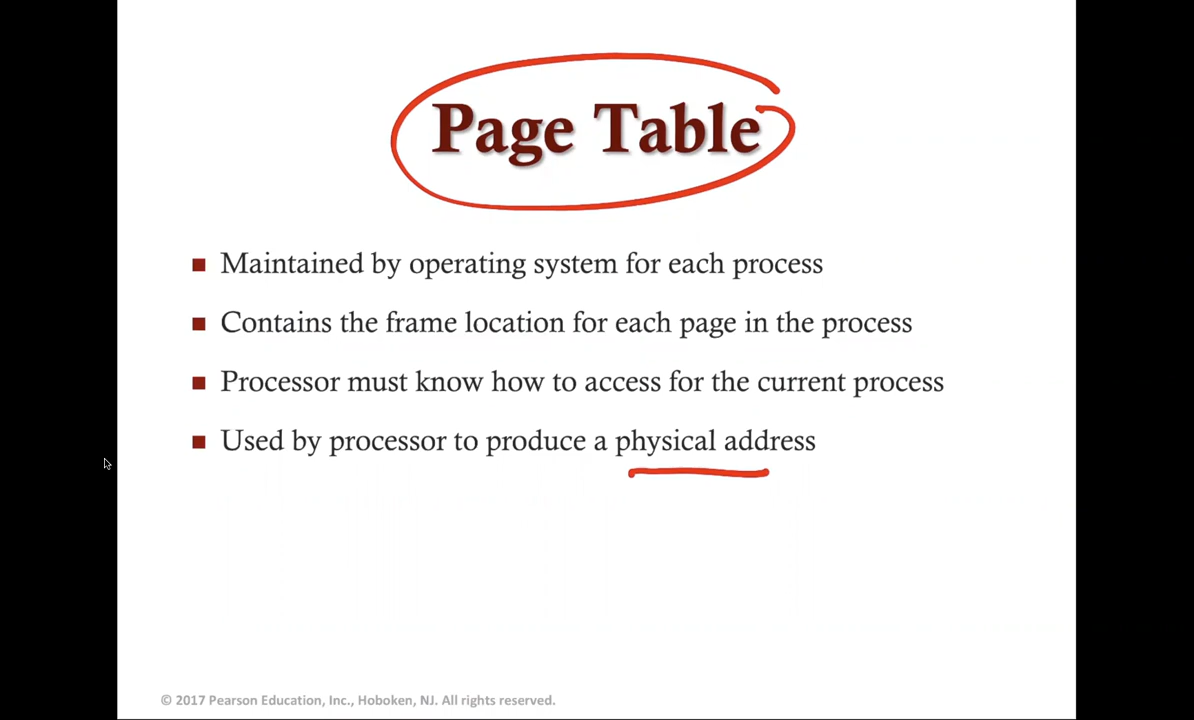 Page Table
Maintained by operating system for each process
Contains the frame location for each page in the process
Processor must know how to access for the current process
Used by processor to produce a physical address
© 2017 Pearson Education, Inc., Hoboken, NJ. All rights reserved.